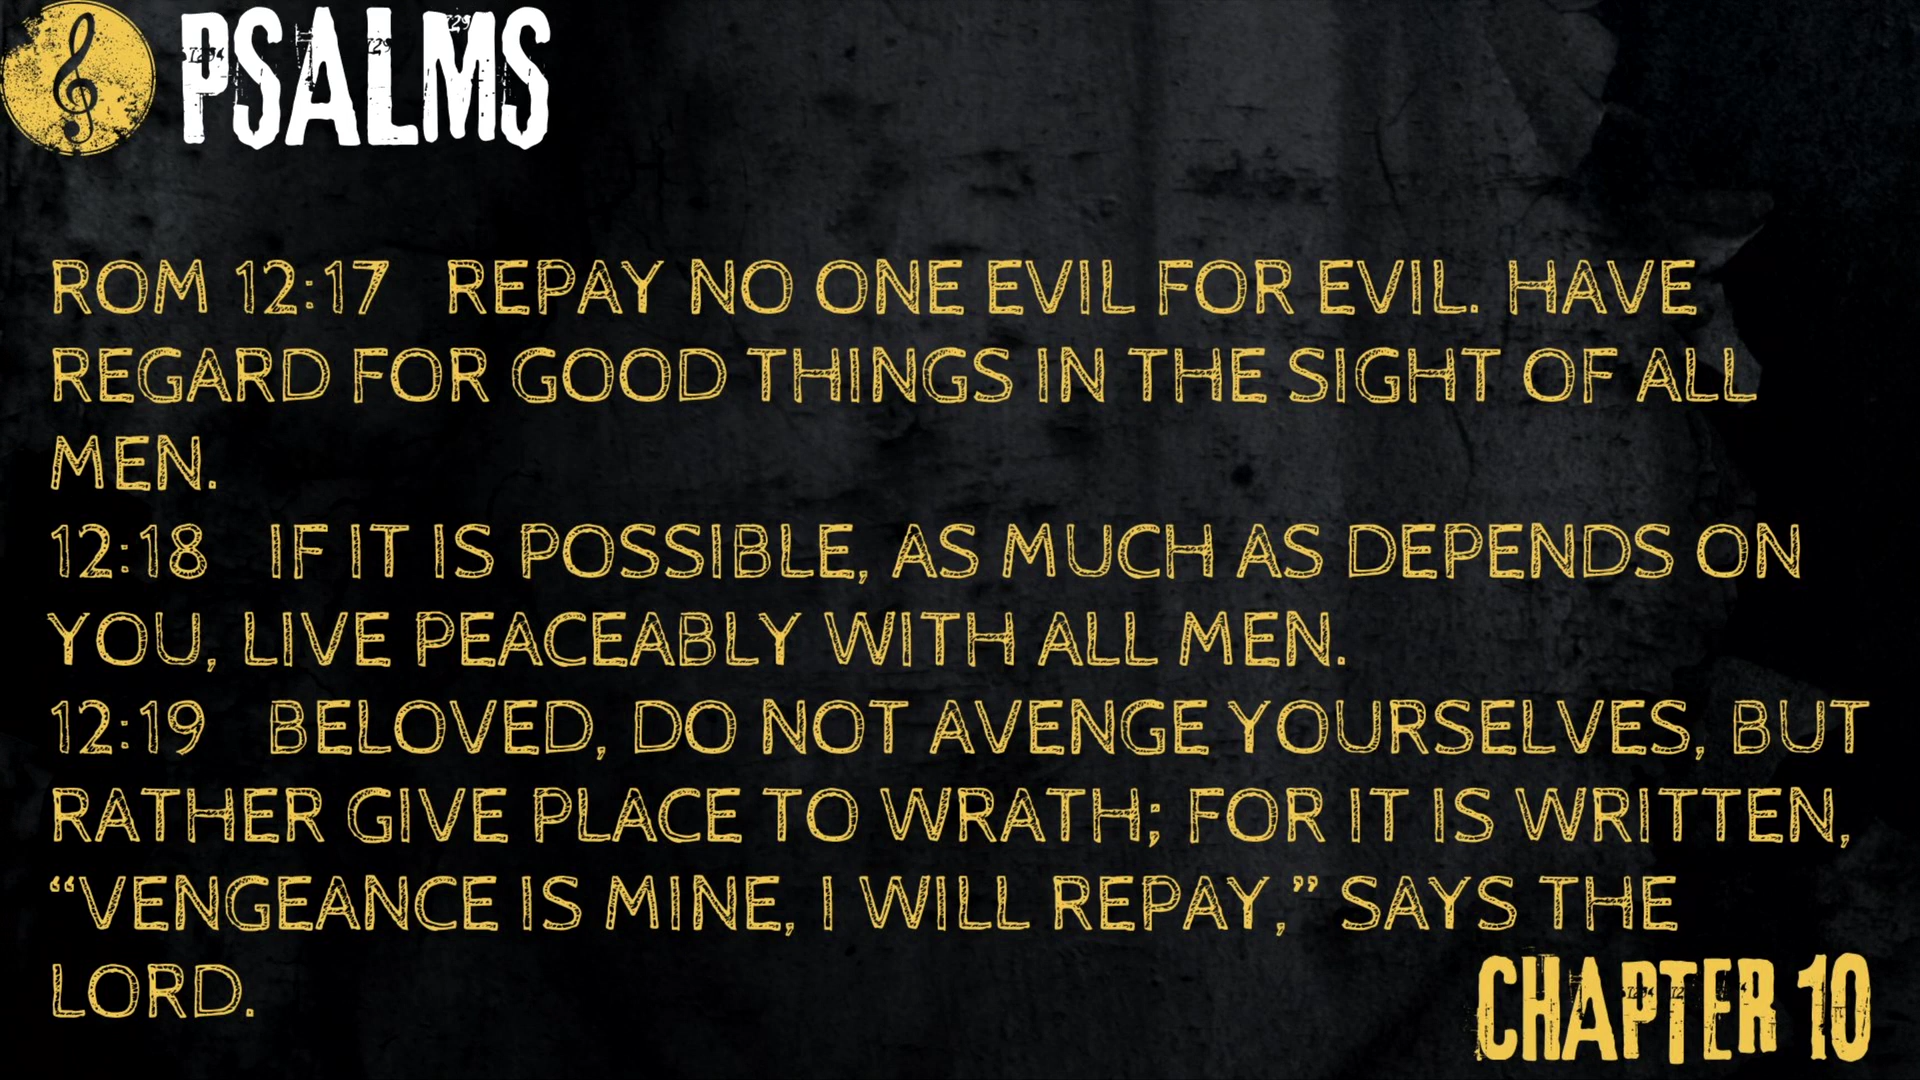 PSALMS
ROM 12:17 REPAY NO ONE EVIL FOR EVIL. HAVE
REGARD FOR GOOD THINGS IN THE SIGHT OF ALL
MEN.
12:18 IF IT IS POSSIBLE, AS MUCH AS DEPENDS ON
YOU, LIVE PEACEABLY WITH ALL MEN.
12:19 BELOVED, DO NOT AVENGE YOURSELVES, BUT
RATHER GIVE PLACE TO WRATH; FOR IT IS WRITTEN,
“VENGEANCE IS MINE, I WILL REPAY,” SAYS THE
LORD.
CHAPTER 10